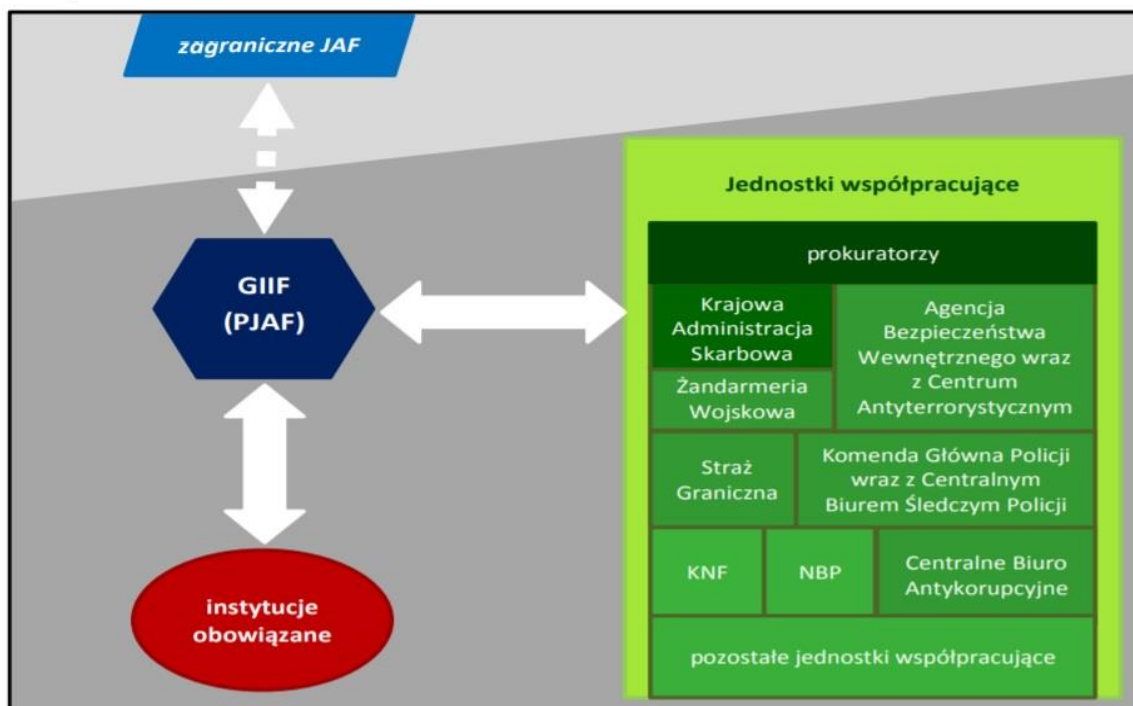 zagraniczne JAF
GIIF
(PJAF)
instytucje
obowiązane
Jednostki współpracujące
prokuratorzy
Krajowa
Administracja
Skarbowa
Agencja
Bezpieczeństwa
Wewnętrznego wraz
z Centrum
Antyterrorystycznym
Żandarmeria
Wojskowa
Straż
Graniczna
Komenda Główna Policji
wraz z Centralnym
Biurem Śledczym Policji
KNF
NBP
Centralne Biuro
Antykorupcyjne
pozostałe jednostki współpracujące